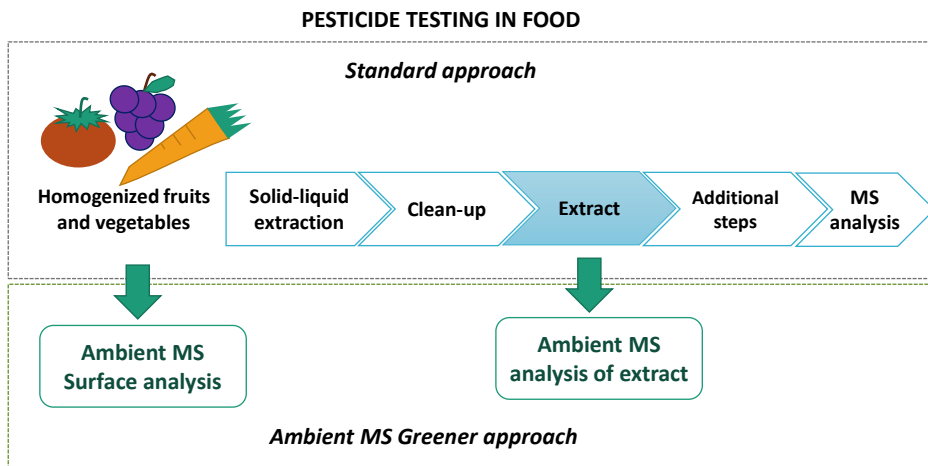 PESTICIDE TESTING IN FOOD
Standard approach
Homogenized fruits
and vegetables
Solid-liquid
extraction
Clean-up
Extract
Additional
steps
MS
analysis
Ambient MS
Surface analysis
Ambient MS
analysis of extract
Ambient MS Greener approach